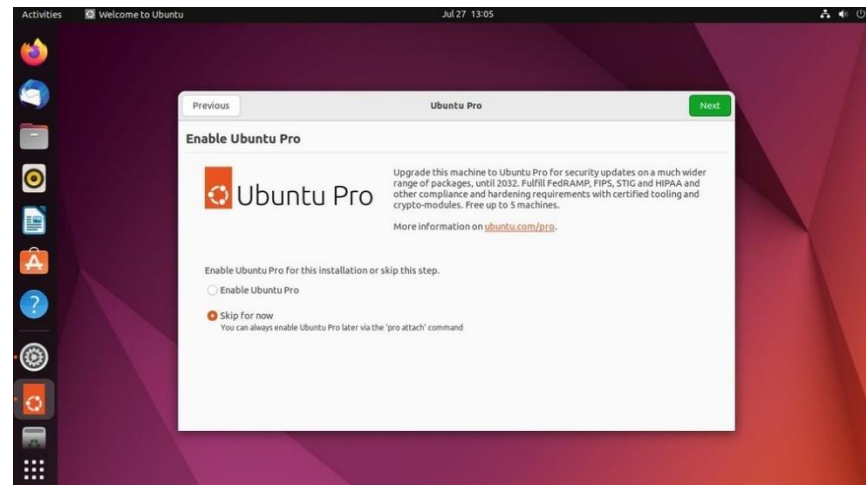 Activities Welcome to Ubuntu Jul 27 13:05
Previous Ubuntu Pro Next
Enable Ubuntu Pro
Ubuntu Pro
Upgrade this machine to Ubuntu Pro for security updates on a much wider
range of packages, until 2032. Fulfill FedRAMP, FIPS, STIG and HIPAA and
other compliance and hardening requirements with certified tooling and
crypto-modules. Free up to 5 machines.
More information on ubuntu.com/pro.
Enable Ubuntu Pro for this installation or skip this step.
Enable Ubuntu Pro
Skip for now
You can always enable Ubuntu Pro later via the 'pro attach' command